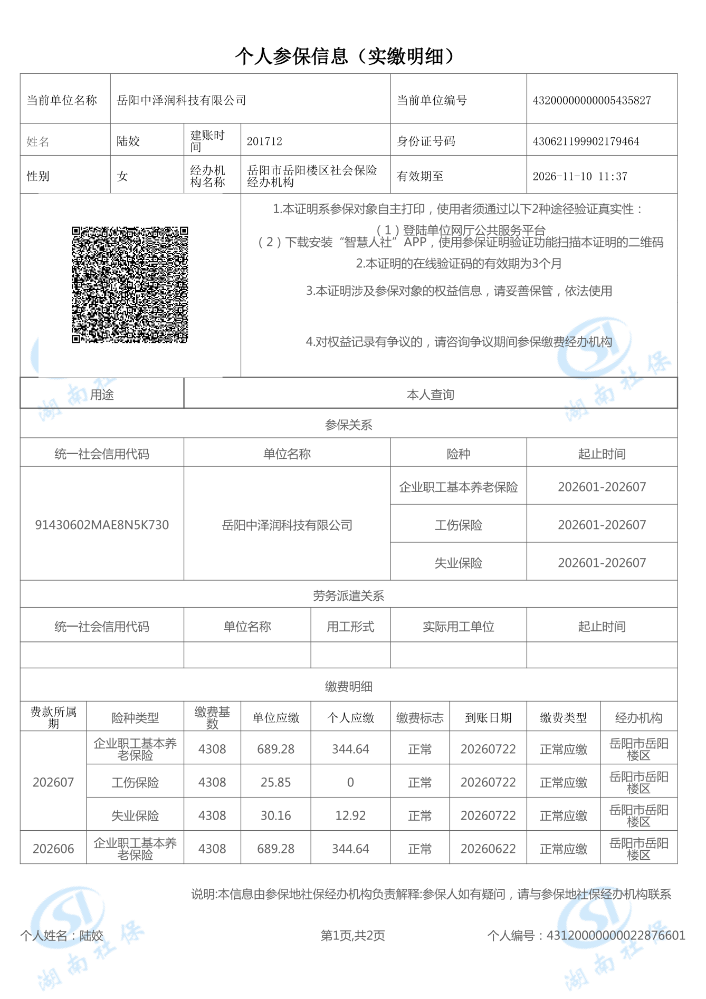 个人参保信息（实缴明细）
当前单位名称 岳阳中泽润科技有限公司 当前单位编号 43200000000005435827
姓名 陆姣 建账时间 201712 身份证号码 430621199902179464
性别 女 经办机构名称 岳阳市岳阳楼区社会保险经办机构 有效期至 2026-11-10 11:37
1.本证明系参保对象自主打印，使用者须通过以下2种途径验证真实性：
（1）登陆单位网厅公共服务平台
（2）下载安装“智慧人社”APP，使用参保证明验证功能扫描本证明的二维码
2.本证明的在线验证码的有效期为3个月
3.本证明涉及参保对象的权益信息，请妥善保管，依法使用
4.对权益记录有争议的，请咨询争议期间参保缴费经办机构
用途 本人查询
参保关系
统一社会信用代码 单位名称 险种 起止时间
91430602MAE8N5K730 岳阳中泽润科技有限公司 企业职工基本养老保险 202601-202607
工伤保险 202601-202607
失业保险 202601-202607
劳务派遣关系
统一社会信用代码 单位名称 用工形式 实际用工单位 起止时间
缴费明细
费款所属期 险种类型 缴费基数 单位应缴 个人应缴 缴费标志 到账日期 缴费类型 经办机构
202607 企业职工基本养老保险 4308 689.28 344.64 正常 20260722 正常应缴 岳阳市岳阳楼区
工伤保险 4308 25.85 0 正常 20260722 正常应缴 岳阳市岳阳楼区
失业保险 4308 30.16 12.92 正常 20260722 正常应缴 岳阳市岳阳楼区
202606 企业职工基本养老保险 4308 689.28 344.64 正常 20260622 正常应缴 岳阳市岳阳楼区
说明:本信息由参保地社保经办机构负责解释:参保人如有疑问，请与参保地社保经办机构联系
个人姓名：陆姣 第1页,共2页 个人编号：43120000000022876601
湖南社保
湖南社保
湖南社保
湖南社保